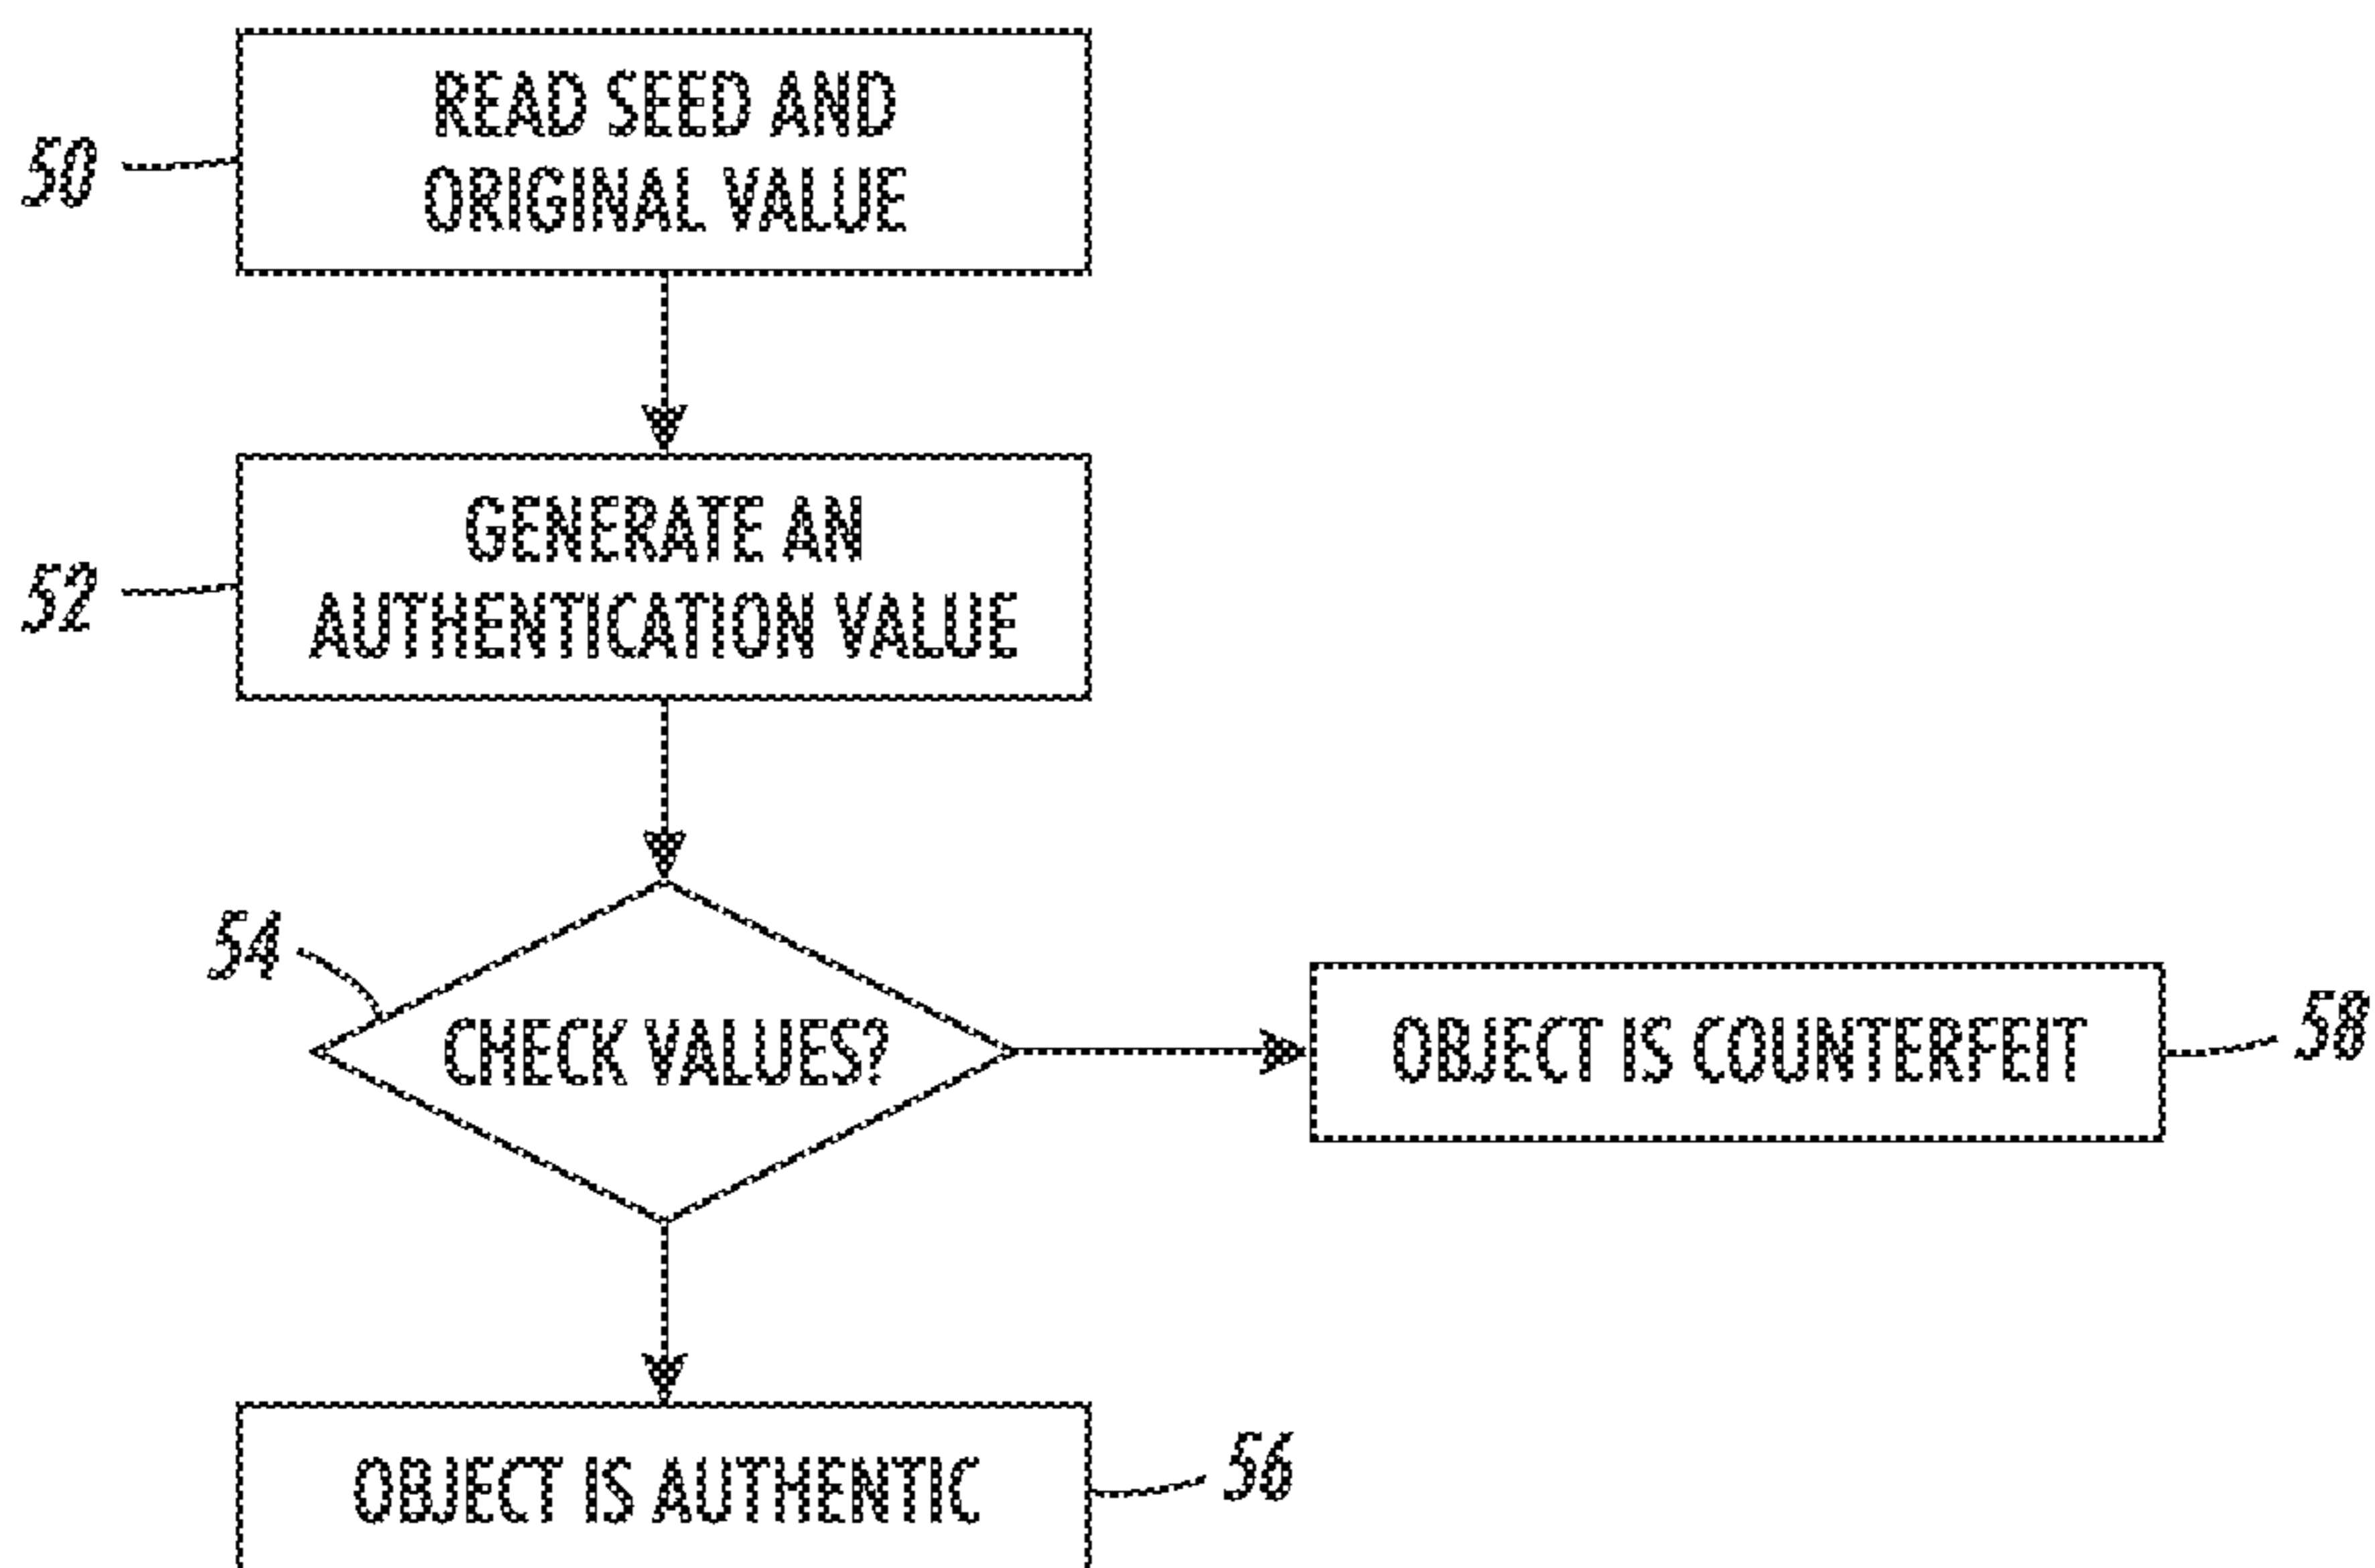 50
READ SEED AND
ORIGINAL VALUE
52
GENERATE AN
AUTHENTICATION VALUE
54
CHECK VALUES?
OBJECT IS COUNTERFEIT
58
OBJECT IS AUTHENTIC
56